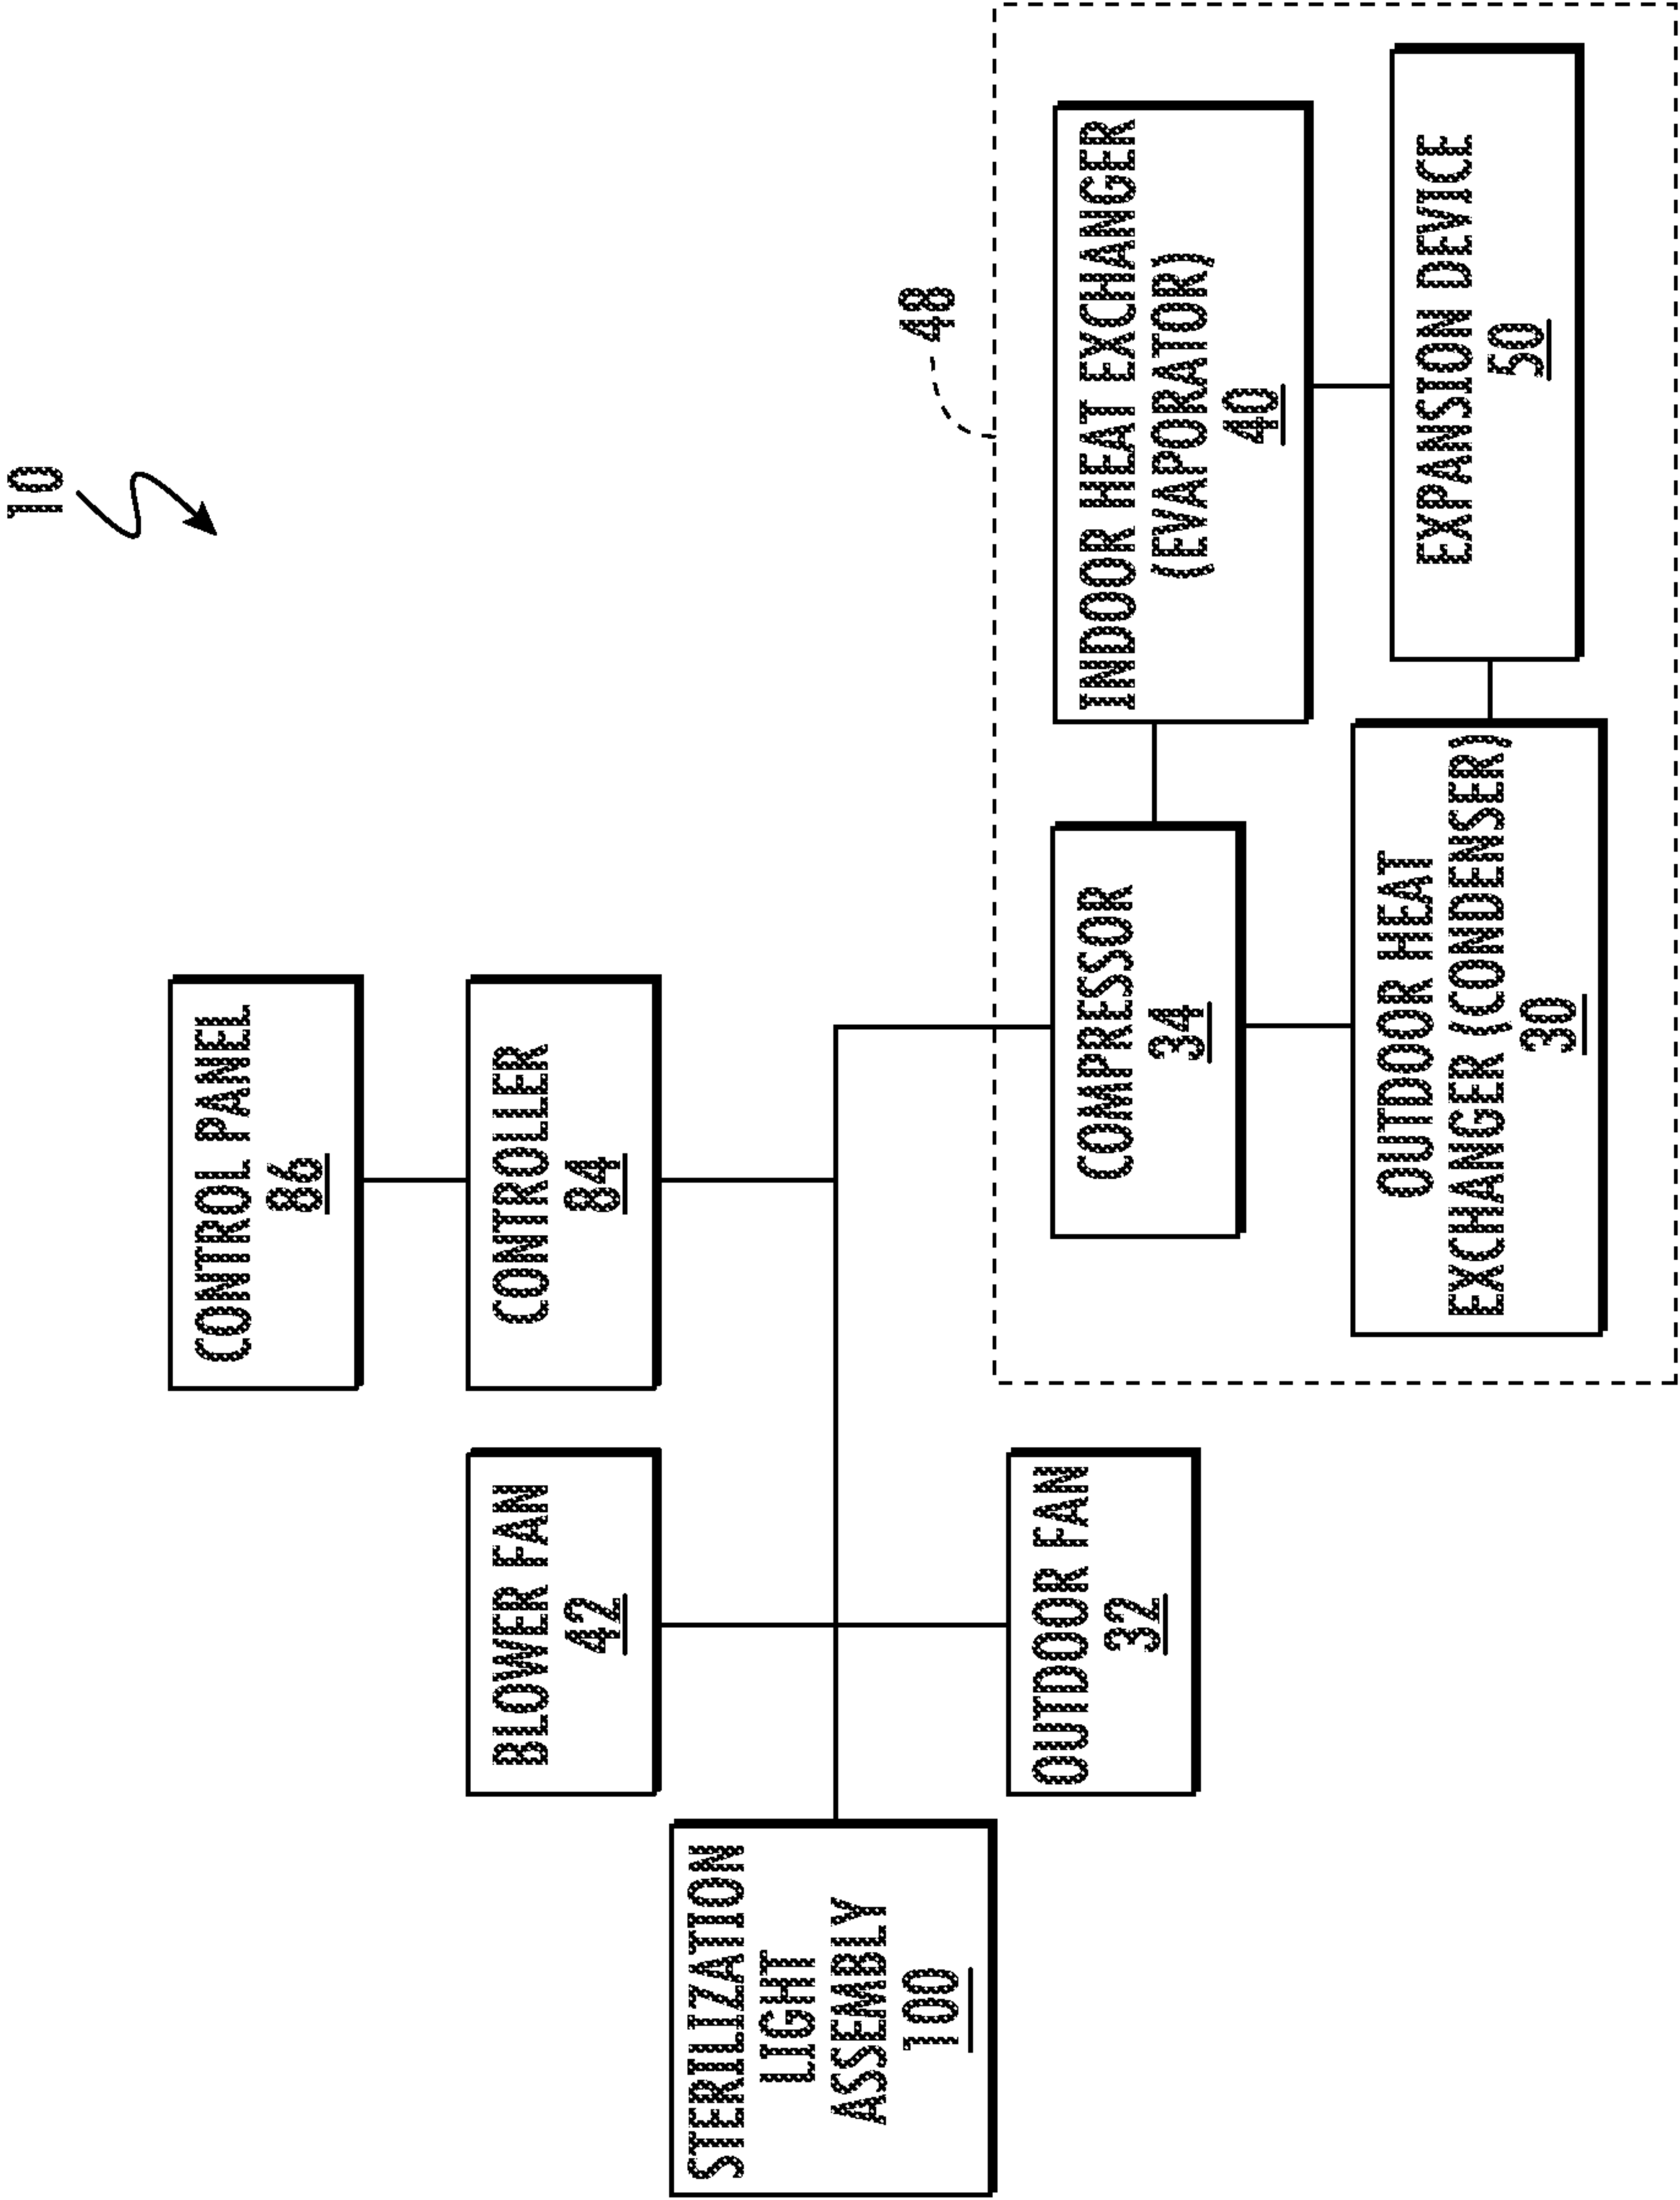 10
CONTROL PANEL
86
BLOWER FAN
42
CONTROLLER
84
STERILIZATION
LIGHT
ASSEMBLY
100
48
OUTDOOR FAN
32
COMPRESSOR
34
INDOOR HEAT EXCHANGER
(EVAPORATOR)
40
OUTDOOR HEAT
EXCHANGER (CONDENSER)
30
EXPANSION DEVICE
50